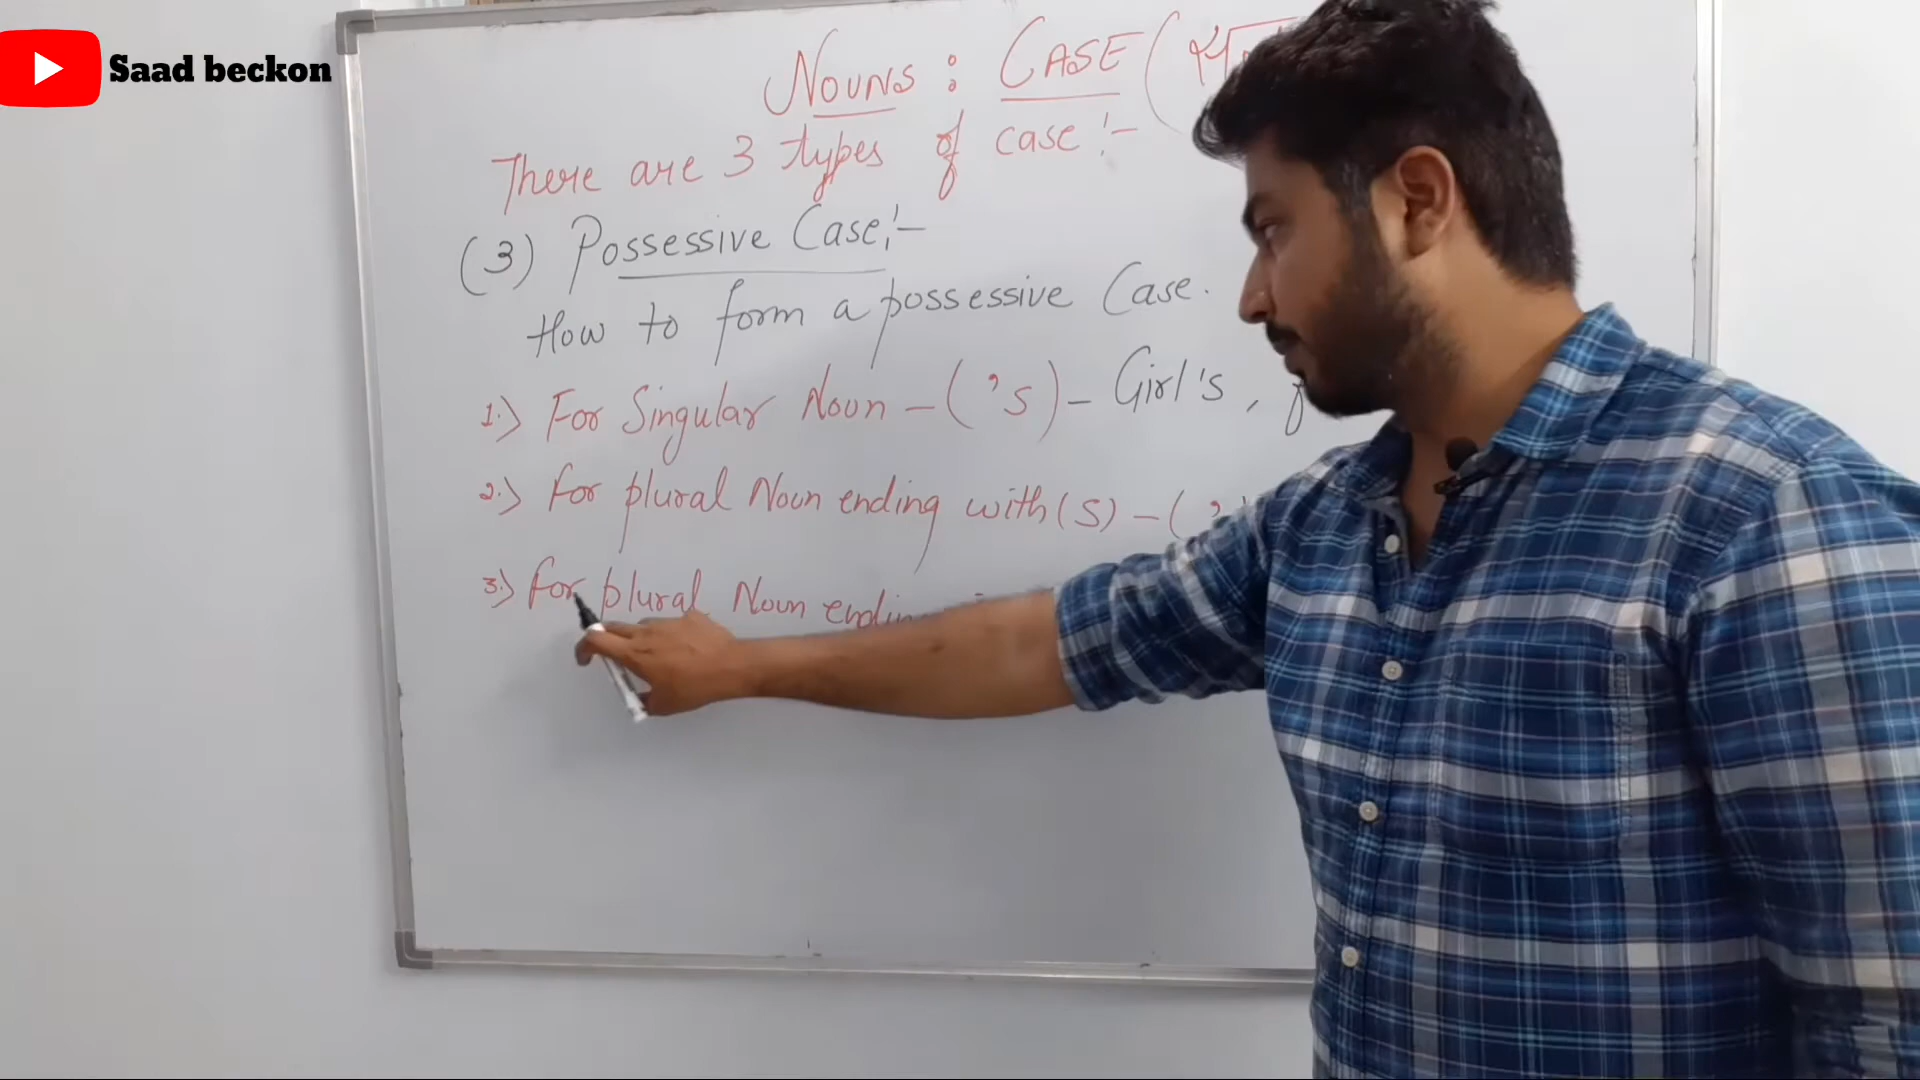 Saad beckon
NOUNS : CASE (
There are 3 types of case :-
(3) Possessive Case :-
How to form a possessive Case.
1.) For Singular Noun – ('s) – Girl's ,
2.) For plural Noun ending with (s) – ('
3.) For plural Noun ending